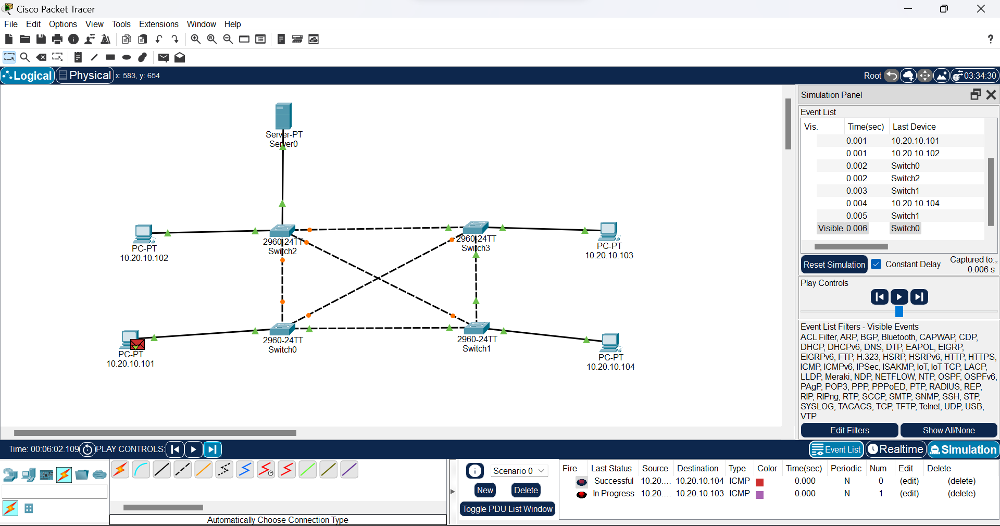 Cisco Packet Tracer
File Edit Options View Tools Extensions Window Help
?
Logical Physical x: 583, y: 654 Root 03:34:30
Server-PT
Server0
PC-PT
10.20.10.102
2960-24TT
Switch2
2960-24TT
Switch3
PC-PT
10.20.10.103
PC-PT
10.20.10.101
2960-24TT
Switch0
2960-24TT
Switch1
PC-PT
10.20.10.104
Simulation Panel
Event List
Vis. Time(sec) Last Device
0.001 10.20.10.101
0.001 10.20.10.102
0.002 Switch0
0.002 Switch2
0.003 Switch1
0.004 10.20.10.104
0.005 Switch1
Visible 0.006 Switch0
Reset Simulation Constant Delay Captured to:
0.006 s
Play Controls
Event List Filters - Visible Events
ACL Filter, ARP, BGP, Bluetooth, CAPWAP, CDP,
DHCP, DHCPv6, DNS, DTP, EAPOL, EIGRP,
EIGRPv6, FTP, H.323, HSRP, HSRPv6, HTTP, HTTPS,
ICMP, ICMPv6, IPSec, ISAKMP, IoT, IoT TCP, LACP,
LLDP, Meraki, NDP, NETFLOW, NTP, OSPF, OSPFv6,
PAgP, POP3, PPP, PPPoED, PTP, RADIUS, REP,
RIP, RIPng, RTP, SCCP, SMTP, SNMP, SSH, STP,
SYSLOG, TACACS, TCP, TFTP, Telnet, UDP, USB,
VTP
Edit Filters Show All/None
Time: 00:06:02.109 PLAY CONTROLS: Event List Realtime Simulation
Automatically Choose Connection Type
Scenario 0
New Delete
Toggle PDU List Window
Fire Last Status Source Destination Type Color Time(sec) Periodic Num Edit Delete
Successful 10.20.... 10.20.10.104 ICMP 0.000 N 0 (edit) (delete)
In Progress 10.20.... 10.20.10.103 ICMP 0.000 N 1 (edit) (delete)